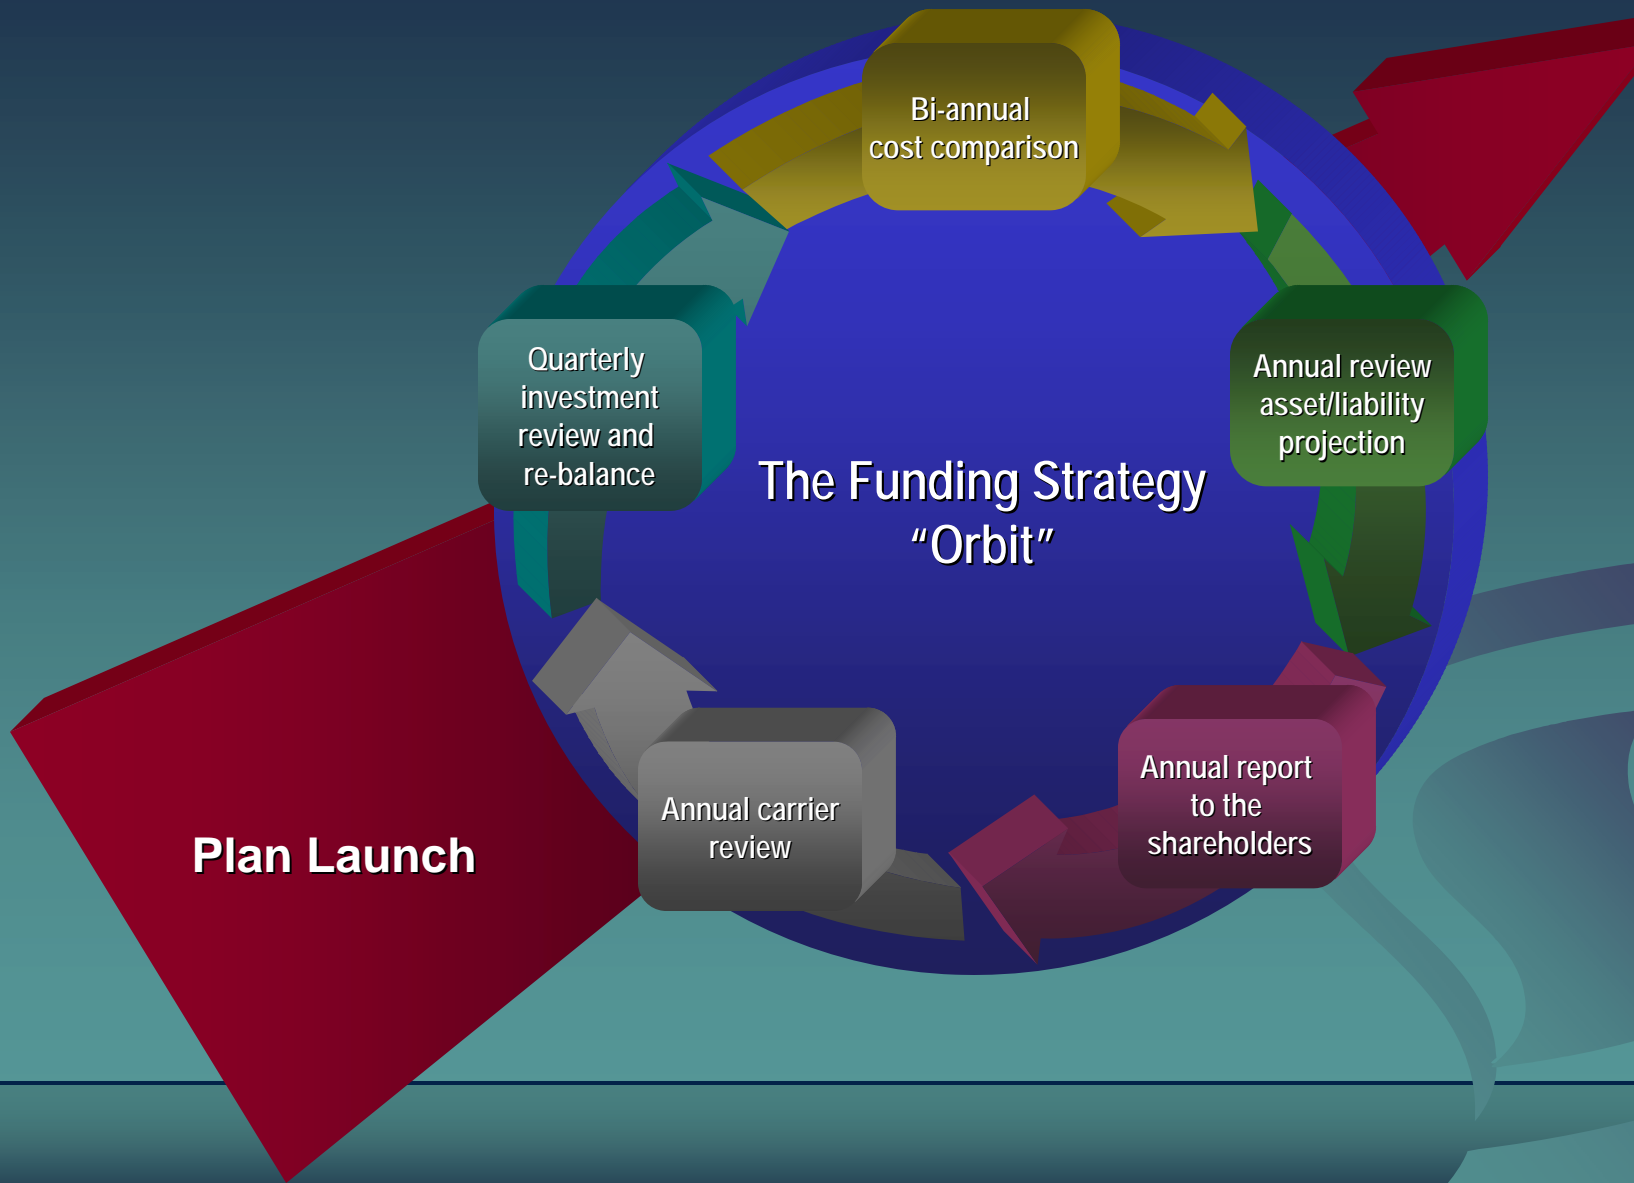 Bi-annual
cost comparison
Quarterly
investment
review and
re-balance
Annual review
asset/liability
projection
The Funding Strategy
“Orbit”
Annual report
to the
shareholders
Annual carrier
review
Plan Launch